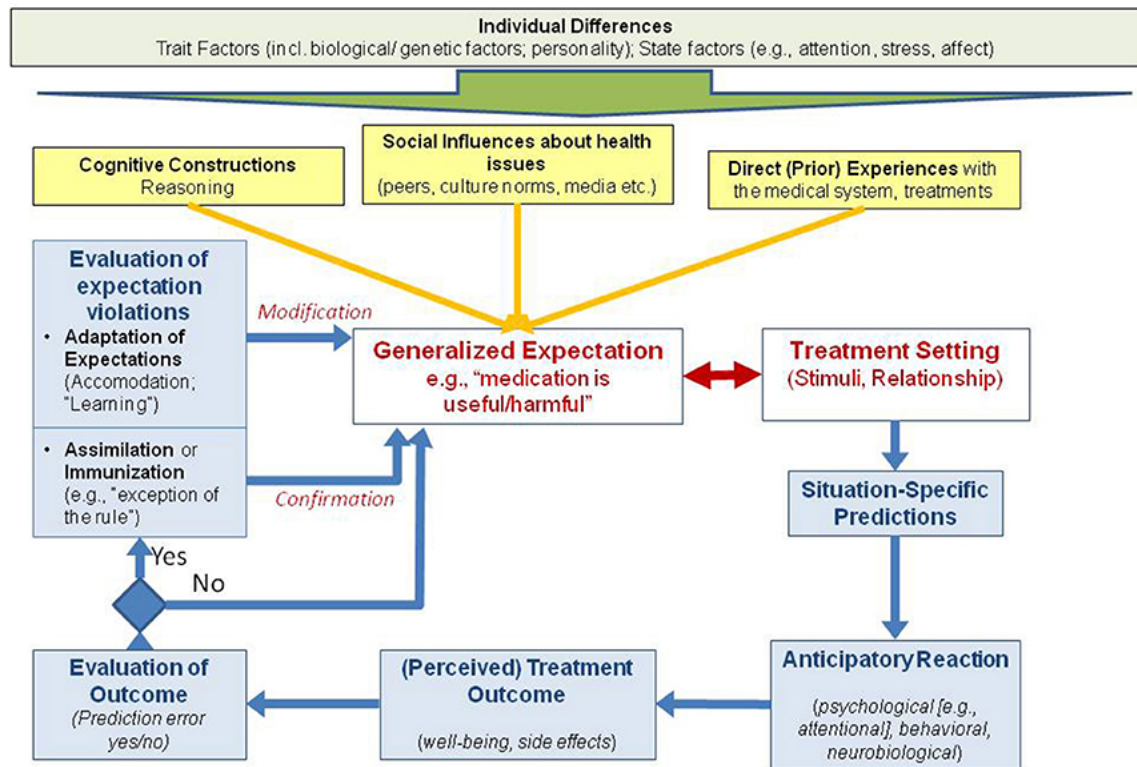 Individual Differences
Trait Factors (incl. biological/ genetic factors; personality); State factors (e.g., attention, stress, affect)
Cognitive Constructions
Reasoning
Social Influences about health
issues
(peers, culture norms, media etc.)
Direct (Prior) Experiences with
the medical system, treatments
Evaluation of
expectation
violations
• Adaptation of
Expectations
(Accomodation;
"Learning")
• Assimilation or
Immunization
(e.g., "exception of
the rule")
Modification
Confirmation
Generalized Expectation
e.g., "medication is
useful/harmful"
Treatment Setting
(Stimuli, Relationship)
Situation-Specific
Predictions
Yes
No
Evaluation of
Outcome
(Prediction error
yes/no)
(Perceived) Treatment
Outcome
(well-being, side effects)
Anticipatory Reaction
(psychological [e.g.,
attentional], behavioral,
neurobiological)